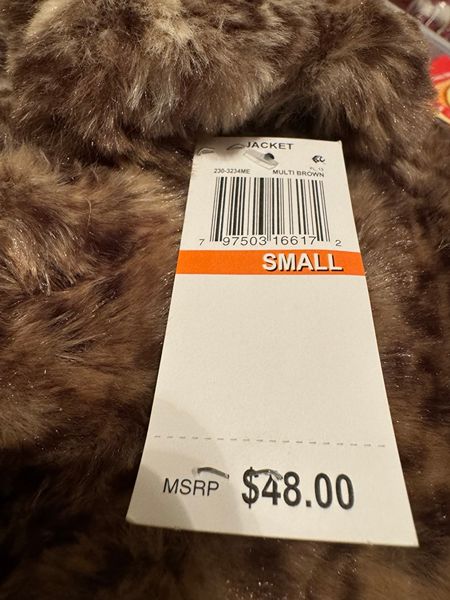 JACKET
230-3234ME MULTI BROWN
7 97503 16617 2
SMALL
MSRP $48.00